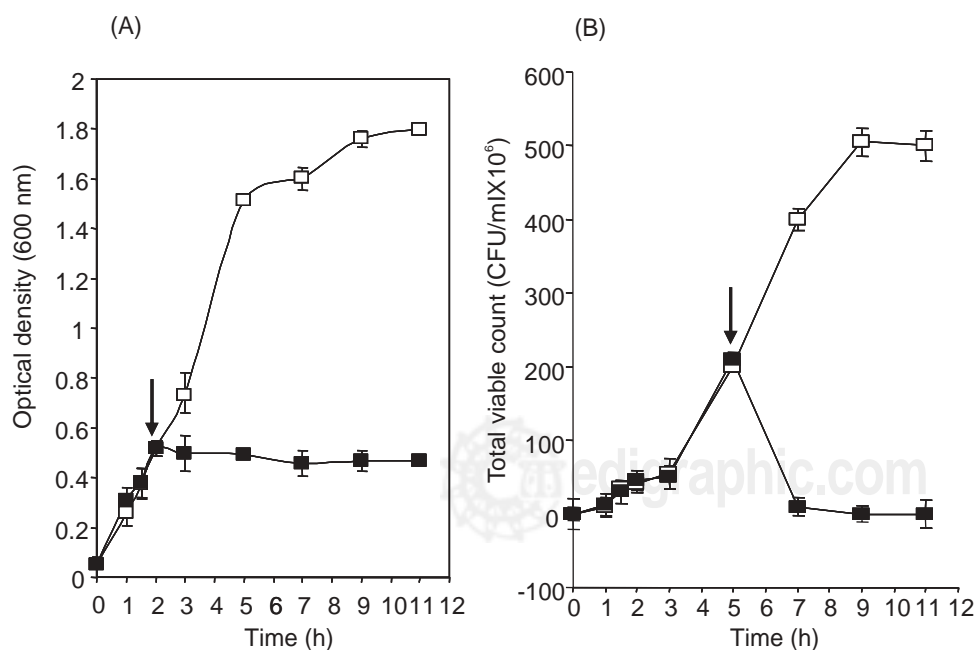 (A)
(B)
Optical density (600 nm)
2
1.8
1.6
1.4
1.2
1
0.8
0.6
0.4
0.2
0
0 1 2 3 4 5 6 7 8 9 10 11 12
Time (h)
Total viable count (CFU/mlX10⁶)
600
500
400
300
200
100
0
-100
0 1 2 3 4 5 6 7 8 9 10 11 12
Time (h)
medigraphic.com